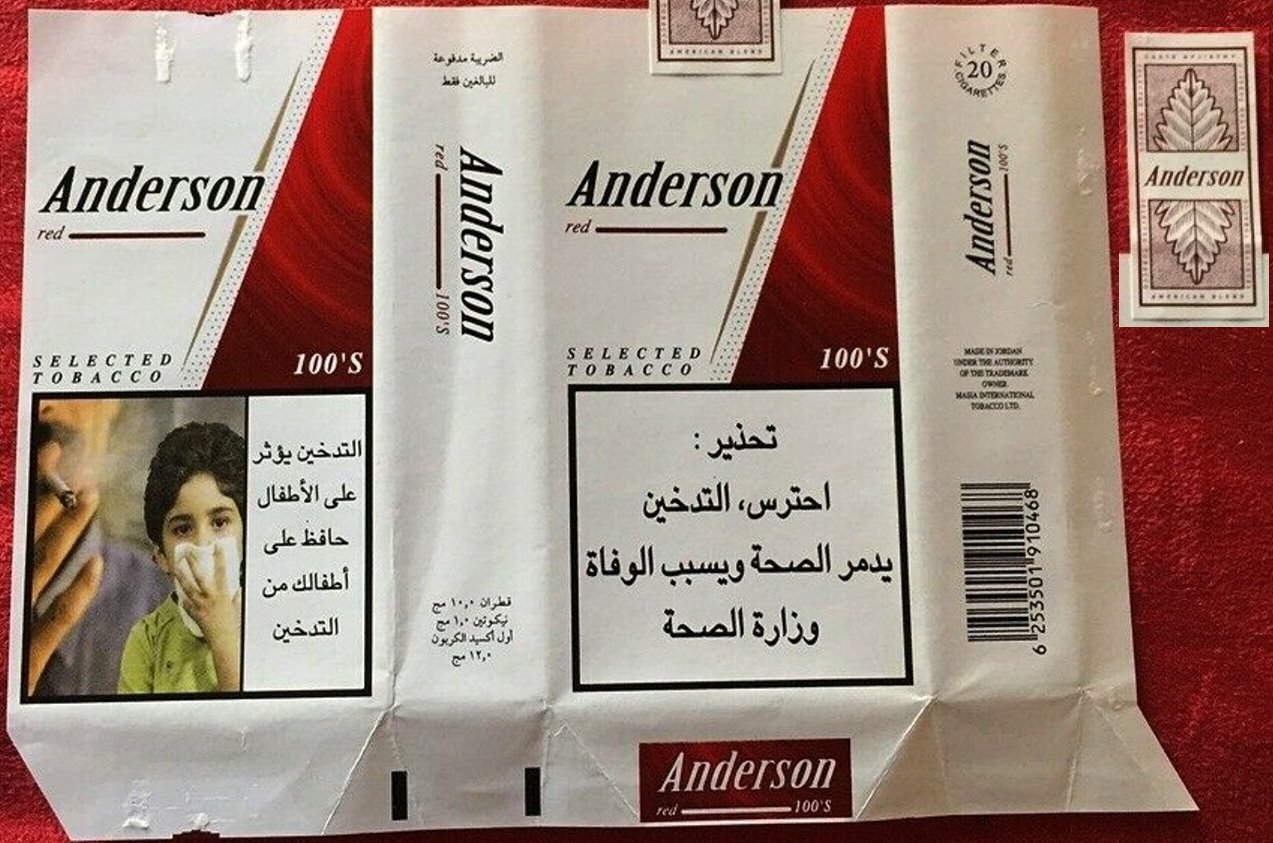 Anderson
red
SELECTED
TOBACCO
100'S
التدخين يؤثر
على الأطفال
حافظ على
أطفالك من
التدخين
الضريبة مدفوعة
للبالغين فقط
Anderson
red 100'S
قطران ١٠,٠ مج
نيكوتين ١,٠ مج
أول أكسيد الكربون
١٢,٠ مج
AMERICAN BLEND
Anderson
red
SELECTED
TOBACCO
100'S
تحذير :
احترس، التدخين
يدمر الصحة ويسبب الوفاة
وزارة الصحة
Anderson
red 100'S
FILTER
20
CIGARETTES
Anderson
red 100'S
MADE IN JORDAN
UNDER THE AUTHORITY
OF THE TRADEMARK
OWNER
MASIA INTERNATIONAL
TOBACCO LTD.
6 253501 910468
Anderson
AMERICAN BLEND